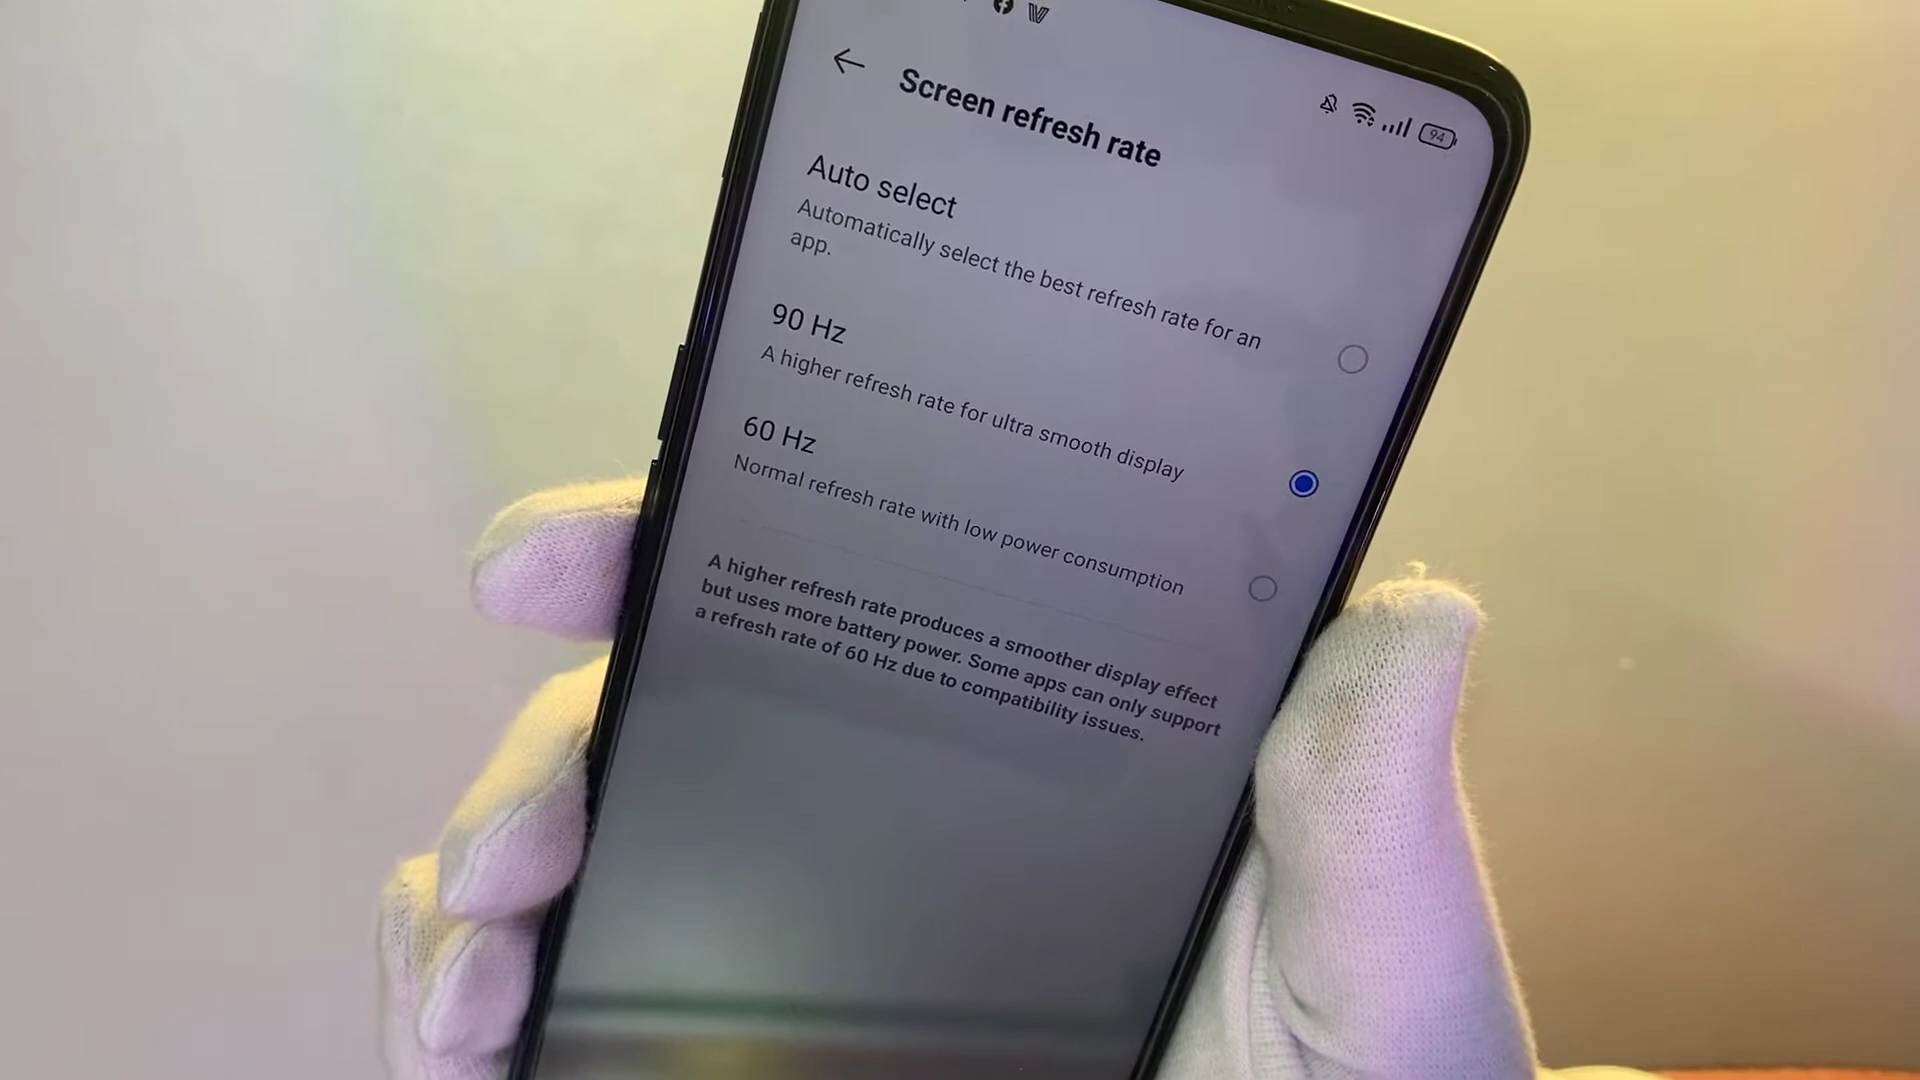 94
Screen refresh rate
Auto select
Automatically select the best refresh rate for an
app.
90 Hz
A higher refresh rate for ultra smooth display
60 Hz
Normal refresh rate with low power consumption
A higher refresh rate produces a smoother display effect
but uses more battery power. Some apps can only support
a refresh rate of 60 Hz due to compatibility issues.